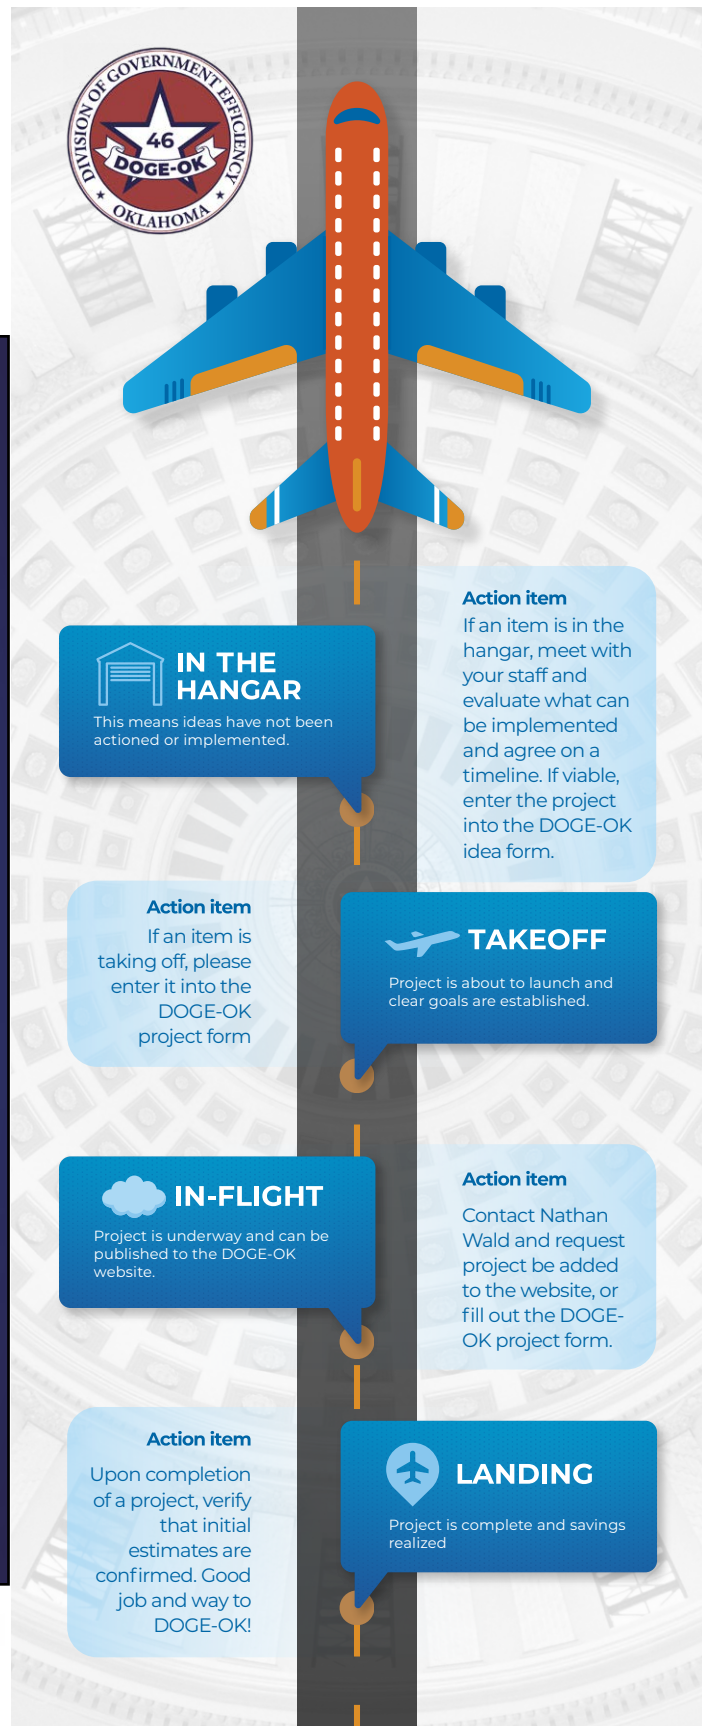 DIVISION OF GOVERNMENT EFFICIENCY
46
DOGE-OK
OKLAHOMA
IN THE
HANGAR
This means ideas have not been
actioned or implemented.
Action item
If an item is in the
hangar, meet with
your staff and
evaluate what can
be implemented
and agree on a
timeline. If viable,
enter the project
into the DOGE-OK
idea form.
TAKEOFF
Project is about to launch and
clear goals are established.
Action item
If an item is
taking off, please
enter it into the
DOGE-OK
project form
IN-FLIGHT
Project is underway and can be
published to the DOGE-OK
website.
Action item
Contact Nathan
Wald and request
project be added
to the website, or
fill out the DOGE-
OK project form.
LANDING
Project is complete and savings
realized
Action item
Upon completion
of a project, verify
that initial
estimates are
confirmed. Good
job and way to
DOGE-OK!